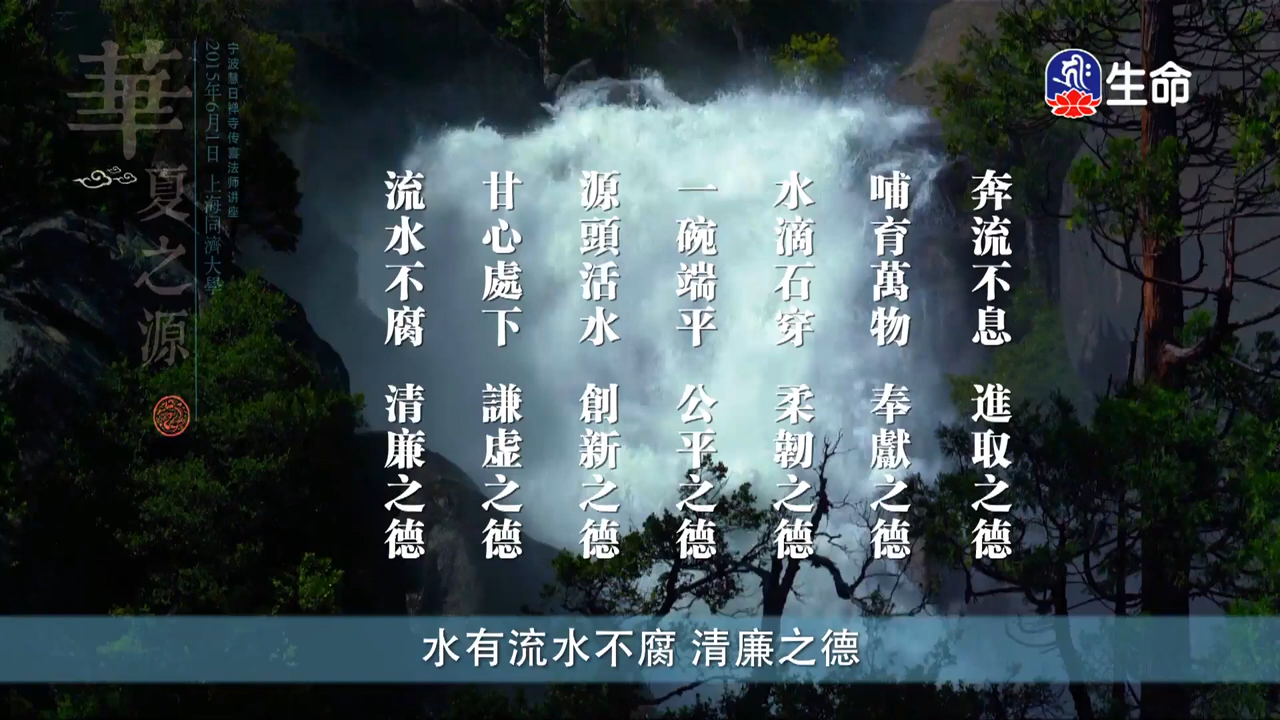 華夏之源
宁波慧日禅寺传喜法师讲座
2015年6月1日 上海同濟大學
生命
奔流不息 進取之德
哺育萬物 奉獻之德
水滴石穿 柔韌之德
一碗端平 公平之德
源頭活水 創新之德
甘心處下 謙虚之德
流水不腐 清廉之德
水有流水不腐 清廉之德